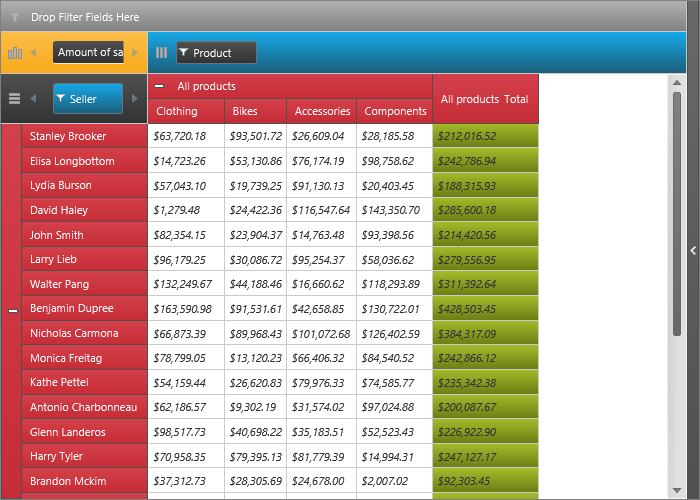 Drop Filter Fields Here
Amount of sa
Product
Seller
All products
All products Total
Clothing Bikes Accessories Components
Stanley Brooker $63,720.18 $93,501.72 $26,609.04 $28,185.58 $212,016.52
Elisa Longbottom $14,723.26 $53,130.86 $76,174.19 $98,758.62 $242,786.94
Lydia Burson $57,043.10 $19,739.25 $91,130.13 $20,403.45 $188,315.93
David Haley $1,279.48 $24,422.36 $116,547.64 $143,350.70 $285,600.18
John Smith $82,354.15 $23,904.37 $14,763.48 $93,398.56 $214,420.56
Larry Lieb $96,179.25 $30,086.72 $95,254.37 $58,036.62 $279,556.95
Walter Pang $132,249.67 $44,188.46 $16,660.62 $118,293.89 $311,392.64
Benjamin Dupree $163,590.98 $91,531.61 $42,658.85 $130,722.01 $428,503.45
Nicholas Carmona $66,873.39 $89,968.43 $101,072.68 $126,402.59 $384,317.09
Monica Freitag $78,799.05 $13,120.23 $66,406.32 $84,540.52 $242,866.12
Kathe Pettel $54,159.44 $26,620.83 $79,976.33 $74,585.77 $235,342.38
Antonio Charbonneau $62,186.57 $9,302.19 $31,574.02 $97,024.88 $200,087.67
Glenn Landeros $98,517.73 $40,698.22 $35,183.51 $52,523.43 $226,922.90
Harry Tyler $70,958.35 $79,395.13 $81,779.39 $14,994.31 $247,127.17
Brandon Mckim $37,312.73 $28,305.69 $24,678.00 $2,007.02 $92,303.45